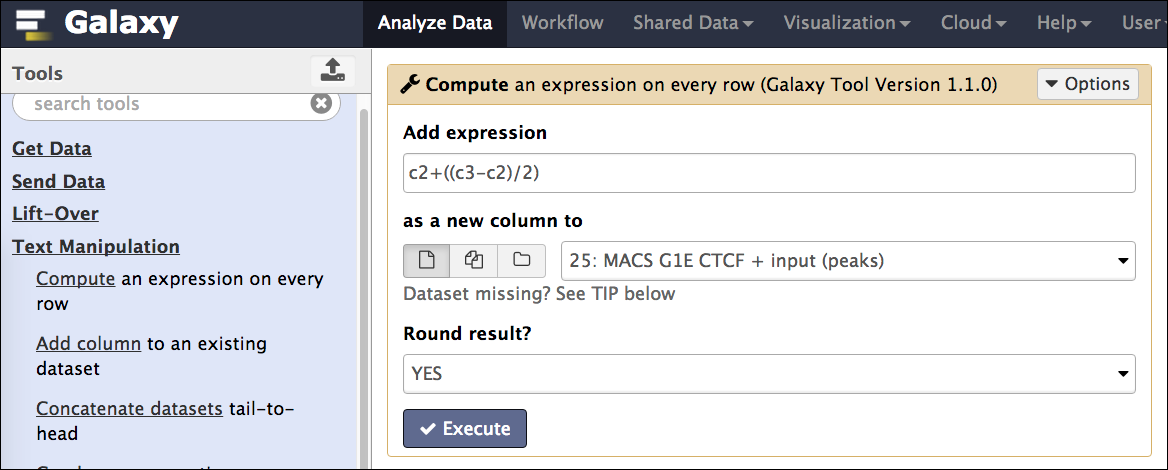 Galaxy
Analyze Data
Workflow
Shared Data
Visualization
Cloud
Help
User
Tools
search tools
Get Data
Send Data
Lift-Over
Text Manipulation
Compute an expression on every
row
Add column to an existing
dataset
Concatenate datasets tail-to-
head
Compute an expression on every row (Galaxy Tool Version 1.1.0)
Options
Add expression
c2+((c3-c2)/2)
as a new column to
25: MACS G1E CTCF + input (peaks)
Dataset missing? See TIP below
Round result?
YES
Execute